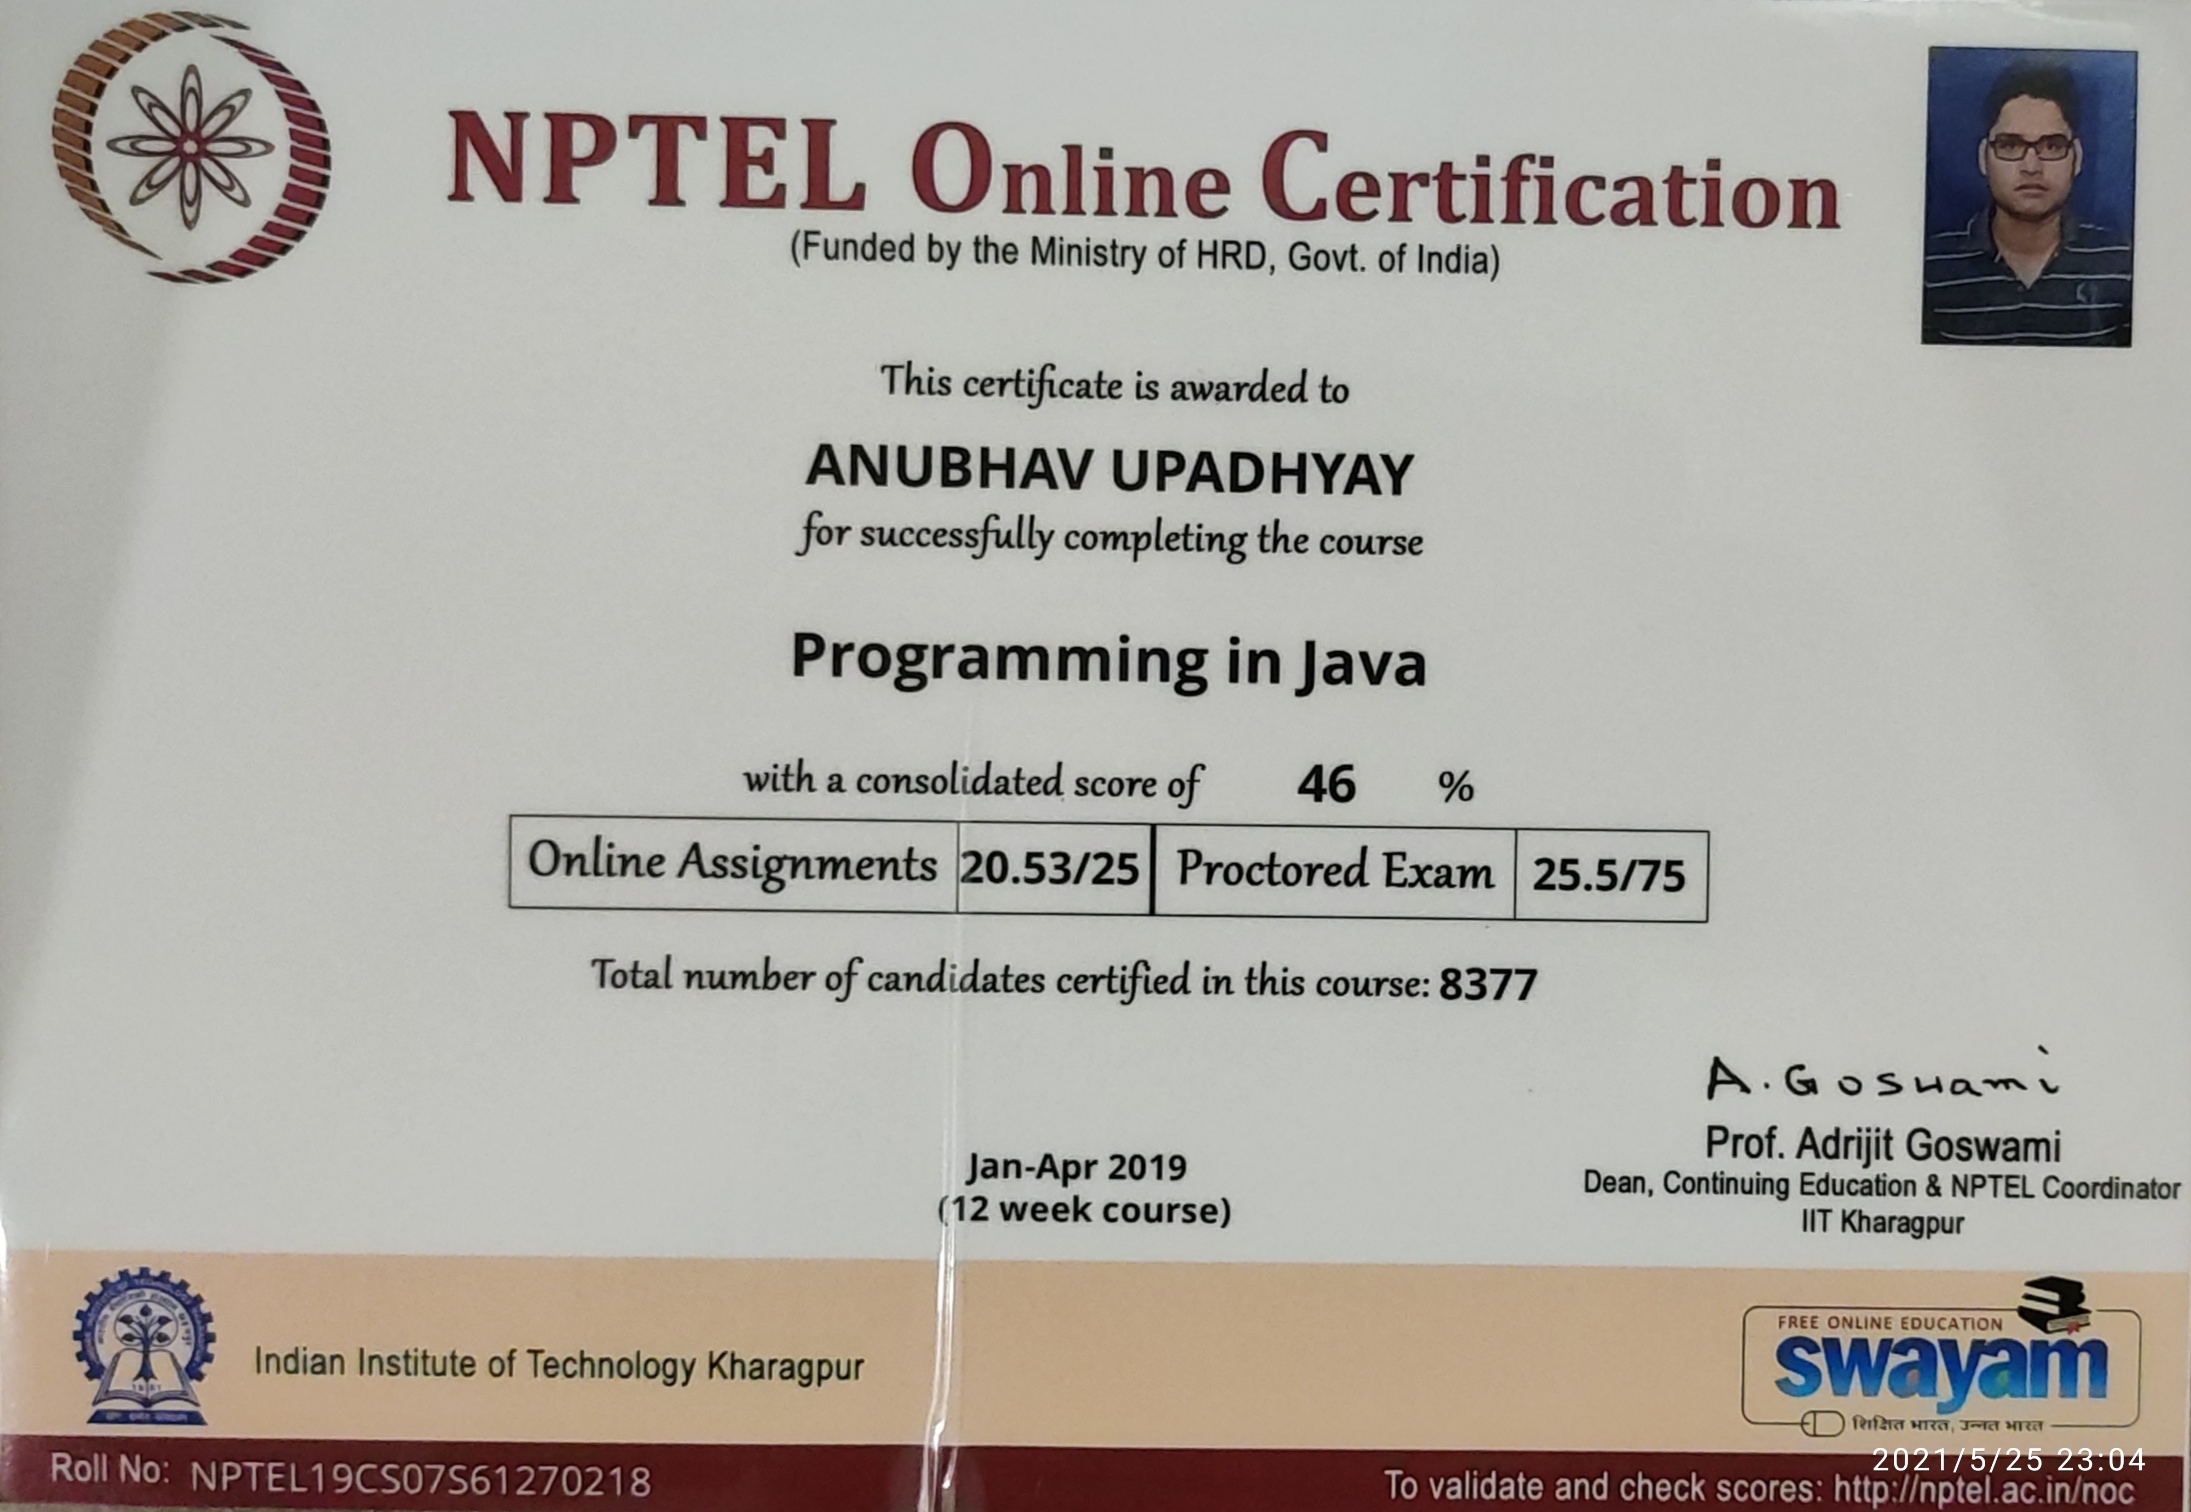 NPTEL Online Certification
(Funded by the Ministry of HRD, Govt. of India)
This certificate is awarded to
ANUBHAV UPADHYAY
for successfully completing the course
Programming in Java
with a consolidated score of 46 %
Online Assignments 20.53/25 Proctored Exam 25.5/75
Total number of candidates certified in this course: 8377
A. Goswami
Prof. Adrijit Goswami
Dean, Continuing Education & NPTEL Coordinator
IIT Kharagpur
Jan-Apr 2019
(12 week course)
Indian Institute of Technology Kharagpur
FREE ONLINE EDUCATION
swayam
शिक्षित भारत, उन्नत भारत
2021/5/25 23:04
Roll No: NPTEL19CS07S61270218
To validate and check scores: http://nptel.ac.in/noc